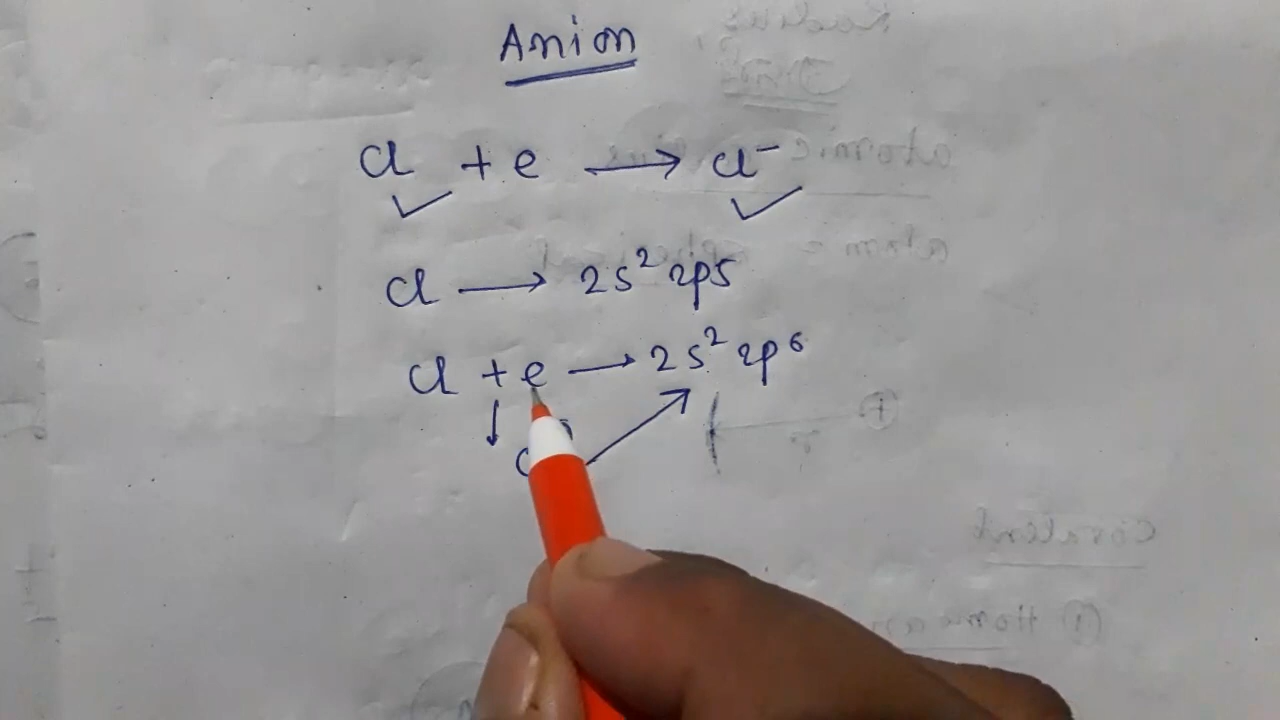 Anion
Cl + e → Cl⁻
Cl → 2s² 2p5
Cl + e → 2s² 2p⁶